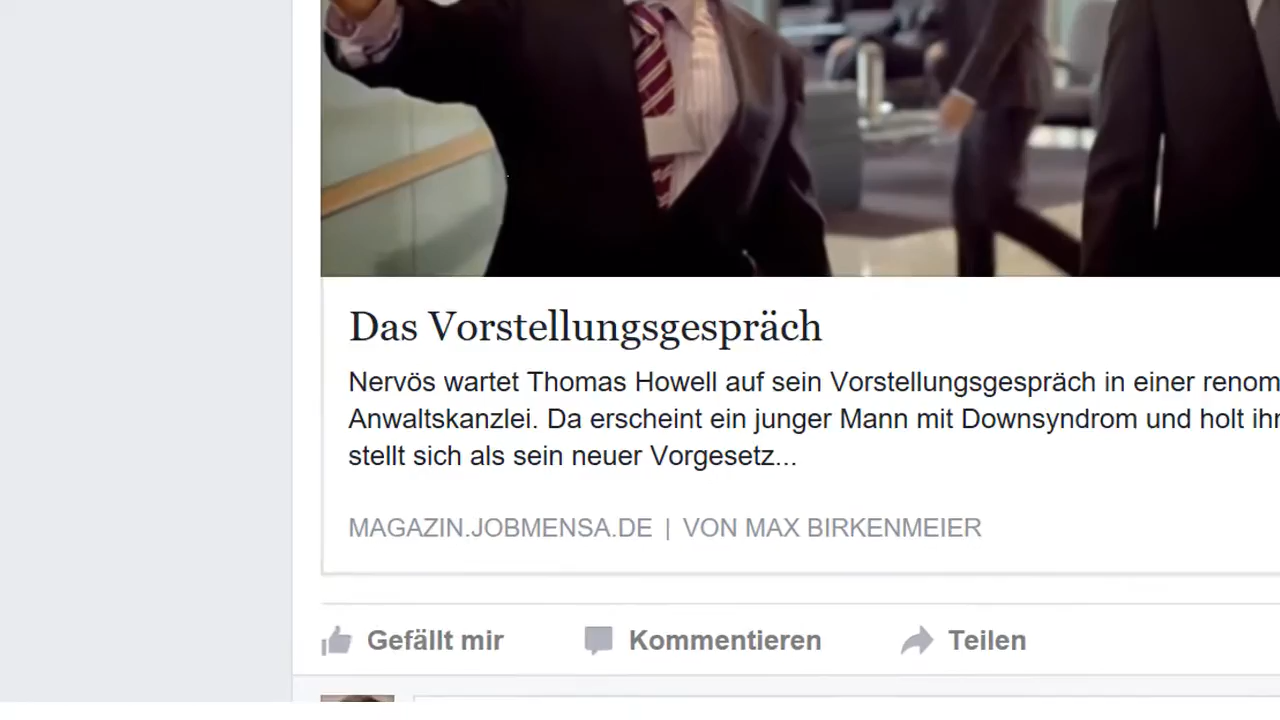 Das Vorstellungsgespräch
Nervös wartet Thomas Howell auf sein Vorstellungsgespräch in einer renom
Anwaltskanzlei. Da erscheint ein junger Mann mit Downsyndrom und holt ihn
stellt sich als sein neuer Vorgesetz...
MAGAZIN.JOBMENSA.DE | VON MAX BIRKENMEIER
Gefällt mir Kommentieren Teilen